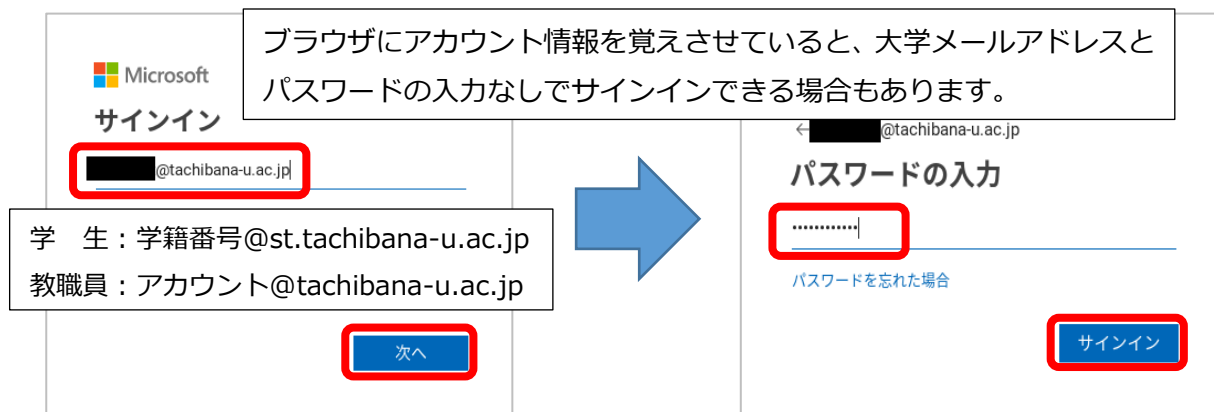 ブラウザにアカウント情報を覚えさせていると、大学メールアドレスと
パスワードの入力なしでサインインできる場合もあります。
Microsoft
サインイン
@tachibana-u.ac.jp
学　生：学籍番号@st.tachibana-u.ac.jp
教職員：アカウント@tachibana-u.ac.jp
次へ
←@tachibana-u.ac.jp
パスワードの入力
············
パスワードを忘れた場合
サインイン